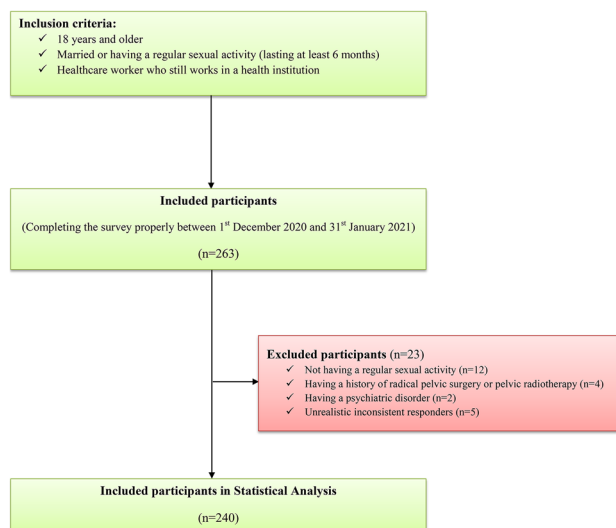 Inclusion criteria:
✓ 18 years and older
✓ Married or having a regular sexual activity (lasting at least 6 months)
✓ Healthcare worker who still works in a health institution
Included participants
(Completing the survey properly between 1st December 2020 and 31st January 2021)
(n=263)
Excluded participants (n=23)
✓ Not having a regular sexual activity (n=12)
✓ Having a history of radical pelvic surgery or pelvic radiotherapy (n=4)
✓ Having a psychiatric disorder (n=2)
✓ Unrealistic inconsistent responders (n=5)
Included participants in Statistical Analysis
(n=240)